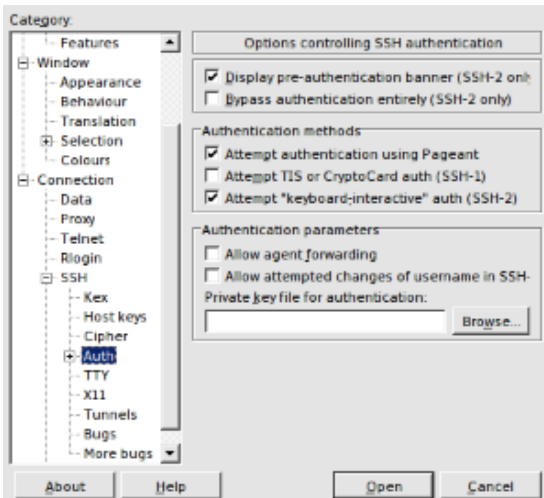 Category:
Features
Window
Appearance
Behaviour
Translation
Selection
Colours
Connection
Data
Proxy
Telnet
Rlogin
SSH
Kex
Host keys
Cipher
Auth
TTY
X11
Tunnels
Bugs
More bugs
Options controlling SSH authentication
Display pre-authentication banner (SSH-2 only
Bypass authentication entirely (SSH-2 only)
Authentication methods
Attempt authentication using Pageant
Attempt TIS or CryptoCard auth (SSH-1)
Attempt "keyboard-interactive" auth (SSH-2)
Authentication parameters
Allow agent forwarding
Allow attempted changes of username in SSH-
Private key file for authentication:
Browse...
About
Help
Open
Cancel